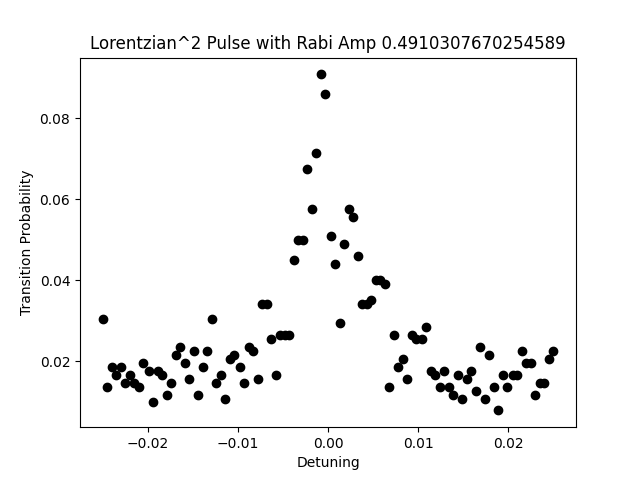 Lorentzian^2 Pulse with Rabi Amp 0.4910307670254589
0.08
0.06
0.04
0.02
Transition Probability
−0.02 −0.01 0.00 0.01 0.02
Detuning